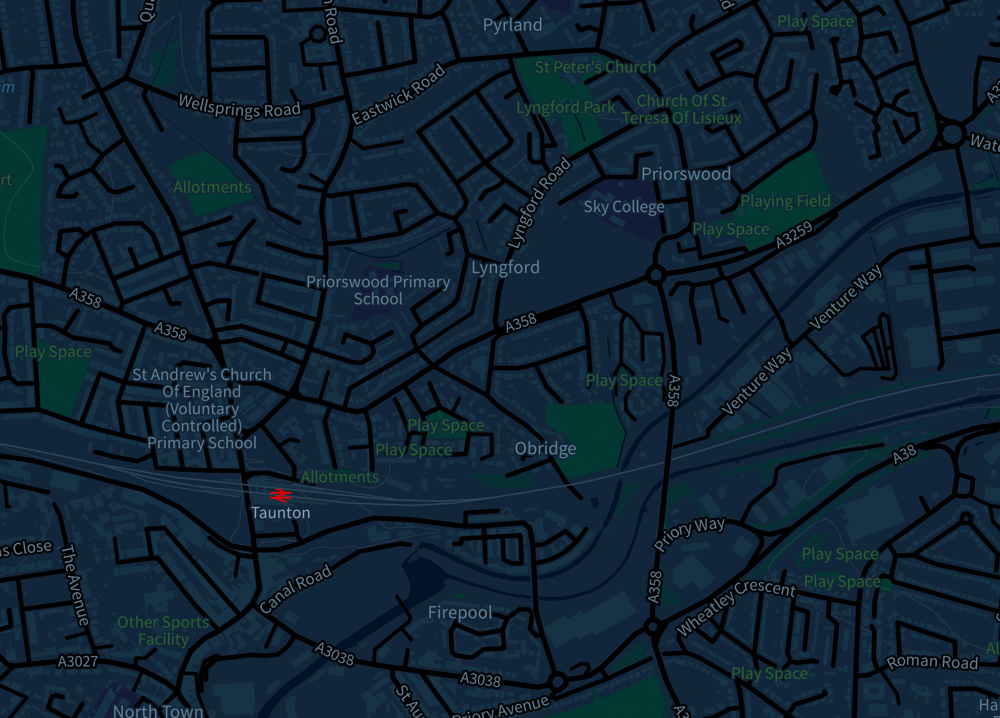 Pyrland
Play Space
St Peter's Church
Wellsprings Road
Eastwick Road
Lyngford Park
Church Of St
Teresa Of Lisieux
Allotments
Lyngford Road
Priorswood
Sky College
Playing Field
Play Space
A3259
Lyngford
Priorswood Primary
School
A358
A358
A358
Venture Way
Play Space
St Andrew's Church
Of England
(Voluntary
Controlled)
Primary School
Play Space
A358
Venture Way
Play Space
Play Space
Obridge
A38
Allotments
Taunton
Priory Way
The Avenue
s Close
Play Space
Play Space
Canal Road
A358
Wheatley Crescent
Firepool
Other Sports
Facility
A3038
A3027
A3038
Roman Road
Play Space
North Town
Priory Avenue